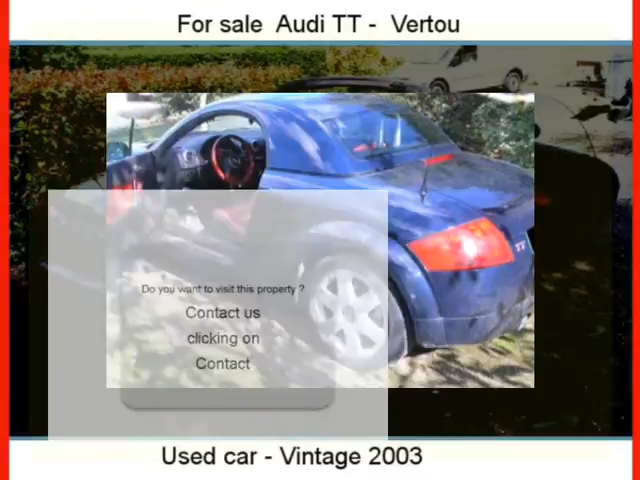 For sale Audi TT - Vertou
TT
Do you want to visit this property ?
Contact us
clicking on
Contact
Used car - Vintage 2003